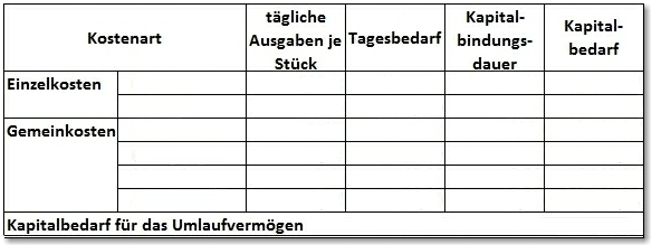 Kostenart
tägliche
Ausgaben je
Stück
Tagesbedarf
Kapital-
bindungs-
dauer
Kapital-
bedarf
Einzelkosten
Gemeinkosten
Kapitalbedarf für das Umlaufvermögen